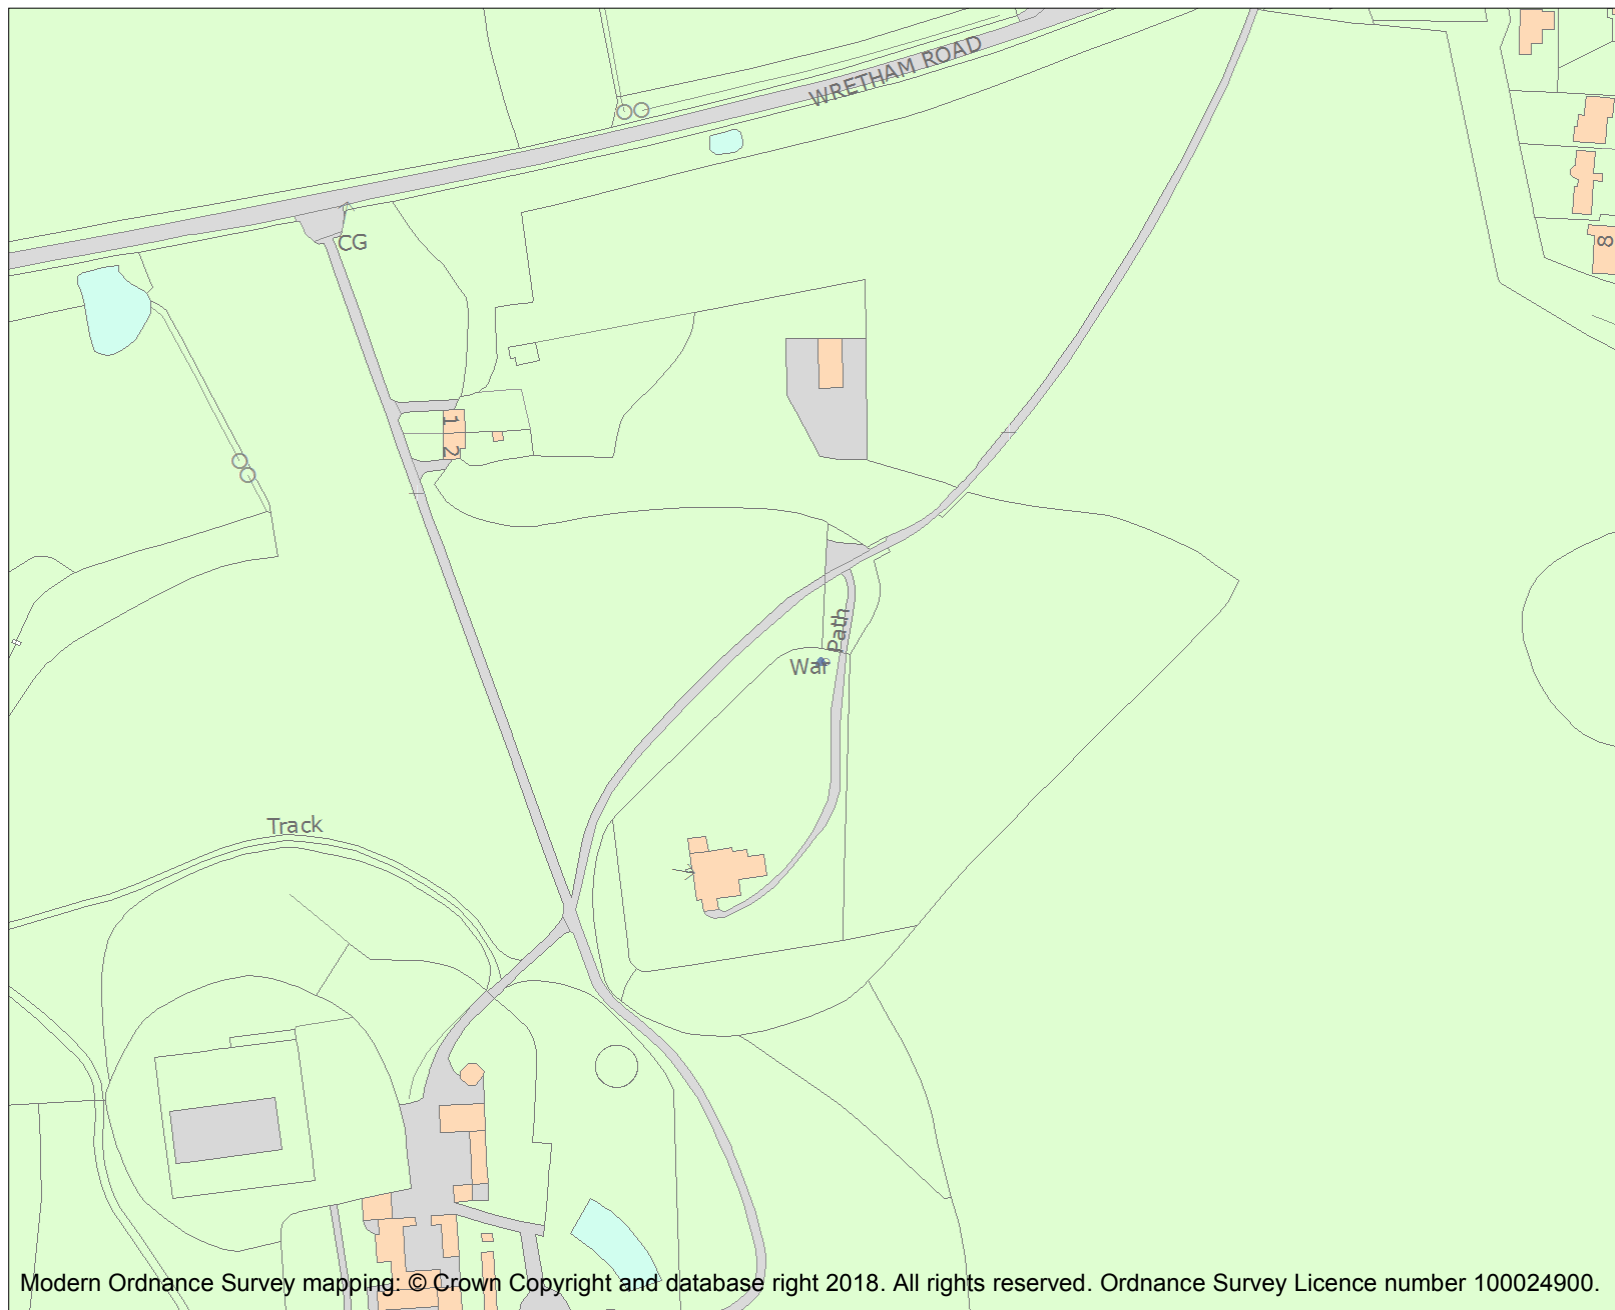 WRETHAM ROAD
CG
8
1
2
Path
War
Track
Modern Ordnance Survey mapping: © Crown Copyright and database right 2018. All rights reserved. Ordnance Survey Licence number 100024900.